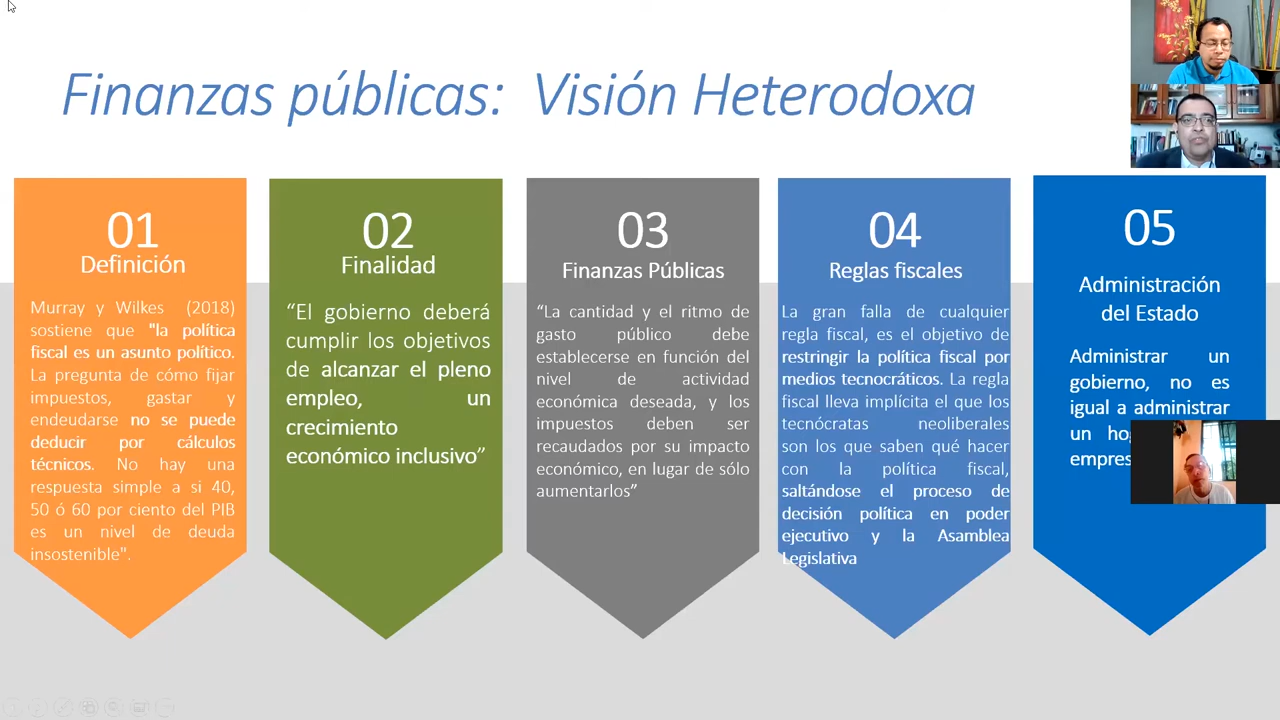 Finanzas públicas: Visión Heterodoxa
01
Definición
Murray y Wilkes (2018)
sostiene que "la política
fiscal es un asunto político.
La pregunta de cómo fijar
impuestos, gastar y
endeudarse no se puede
deducir por cálculos
técnicos. No hay una
respuesta simple a si 40,
50 ó 60 por ciento del PIB
es un nivel de deuda
insostenible".
02
Finalidad
“El gobierno deberá
cumplir los objetivos
de alcanzar el pleno
empleo, un
crecimiento
económico inclusivo”
03
Finanzas Públicas
“La cantidad y el ritmo de
gasto público debe
establecerse en función del
nivel de actividad
económica deseada, y los
impuestos deben ser
recaudados por su impacto
económico, en lugar de sólo
aumentarlos”
04
Reglas fiscales
La gran falla de cualquier
regla fiscal, es el objetivo de
restringir la política fiscal por
medios tecnocráticos. La regla
fiscal lleva implícita el que los
tecnócratas neoliberales
son los que saben qué hacer
con la política fiscal,
saltándose el proceso de
decisión política en poder
ejecutivo y la Asamblea
Legislativa
05
Administración
del Estado
Administrar un
gobierno, no es
igual a administrar
un